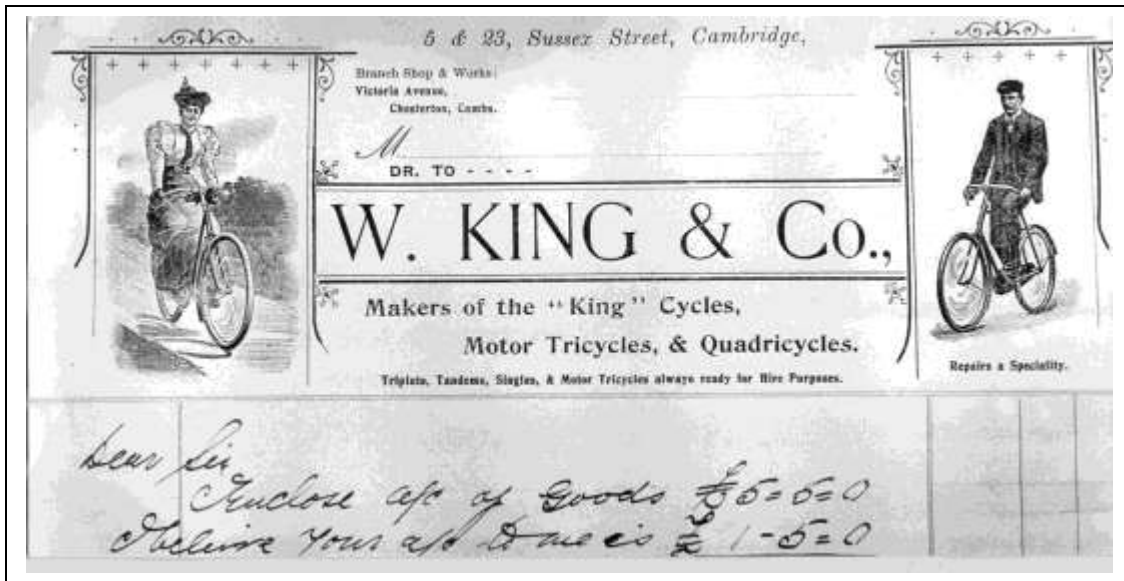 5 & 23, Sussex Street, Cambridge,
Branch Shop & Works:
Victoria Avenue,
Chesterton, Cambs.
M
DR. TO - - - -
W. KING & Co.,
Makers of the "King" Cycles,
Motor Tricycles, & Quadricycles.
Repairs a Speciality.
Triplets, Tandems, Singles, & Motor Tricycles always ready for Hire Purposes.
Dear Sir
Enclose a/c of Goods £5=5=0
I beleive Your a/c to me is £1-5=0